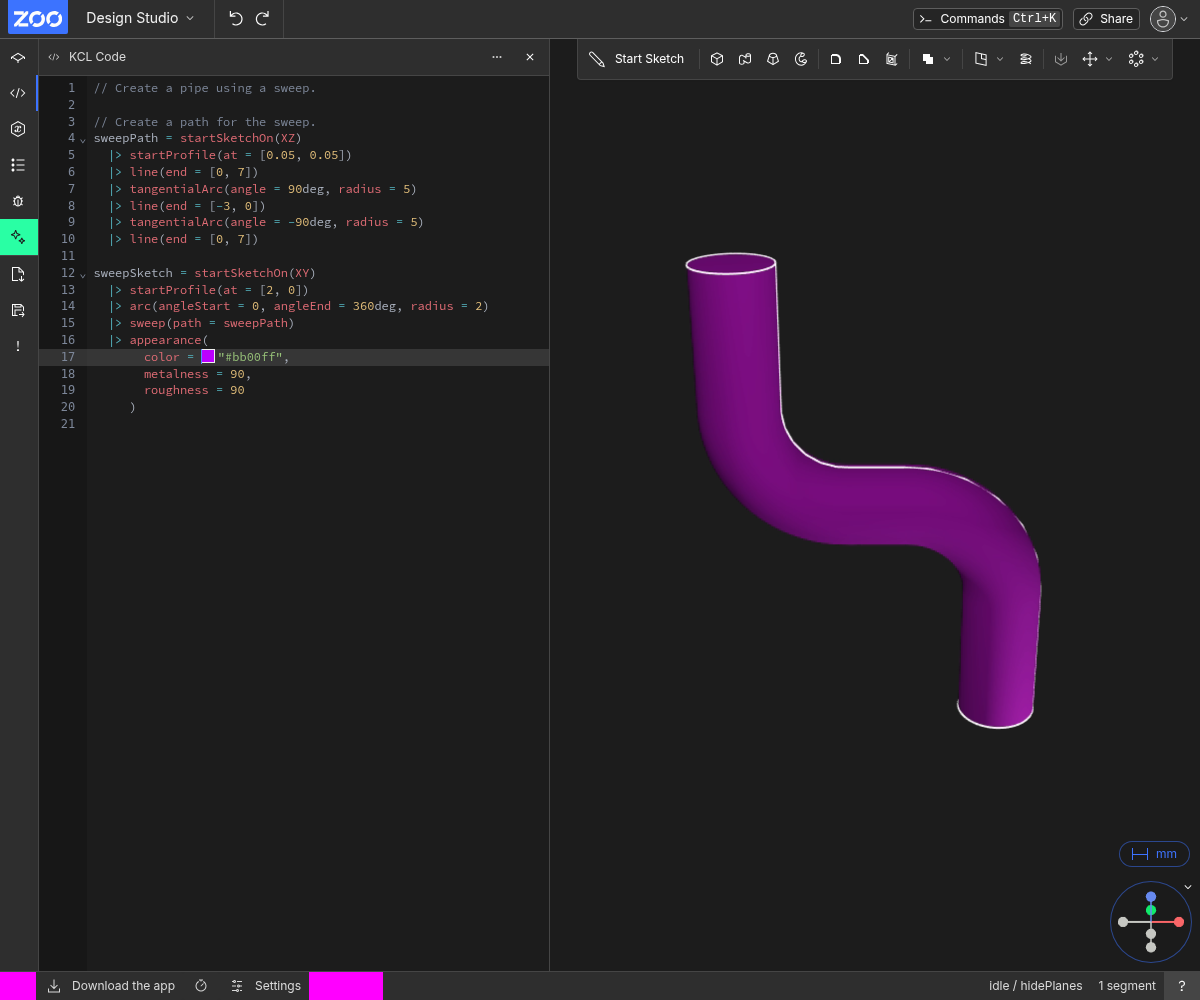 ZOO Design Studio Commands Ctrl+K Share
KCL Code
Start Sketch
1 // Create a pipe using a sweep.
2
3 // Create a path for the sweep.
4 sweepPath = startSketchOn(XZ)
5 |> startProfile(at = [0.05, 0.05])
6 |> line(end = [0, 7])
7 |> tangentialArc(angle = 90deg, radius = 5)
8 |> line(end = [-3, 0])
9 |> tangentialArc(angle = -90deg, radius = 5)
10 |> line(end = [0, 7])
11
12 sweepSketch = startSketchOn(XY)
13 |> startProfile(at = [2, 0])
14 |> arc(angleStart = 0, angleEnd = 360deg, radius = 2)
15 |> sweep(path = sweepPath)
16 |> appearance(
17 color = "#bb00ff",
18 metalness = 90,
19 roughness = 90
20 )
21
mm
Download the app Settings idle / hidePlanes 1 segment ?